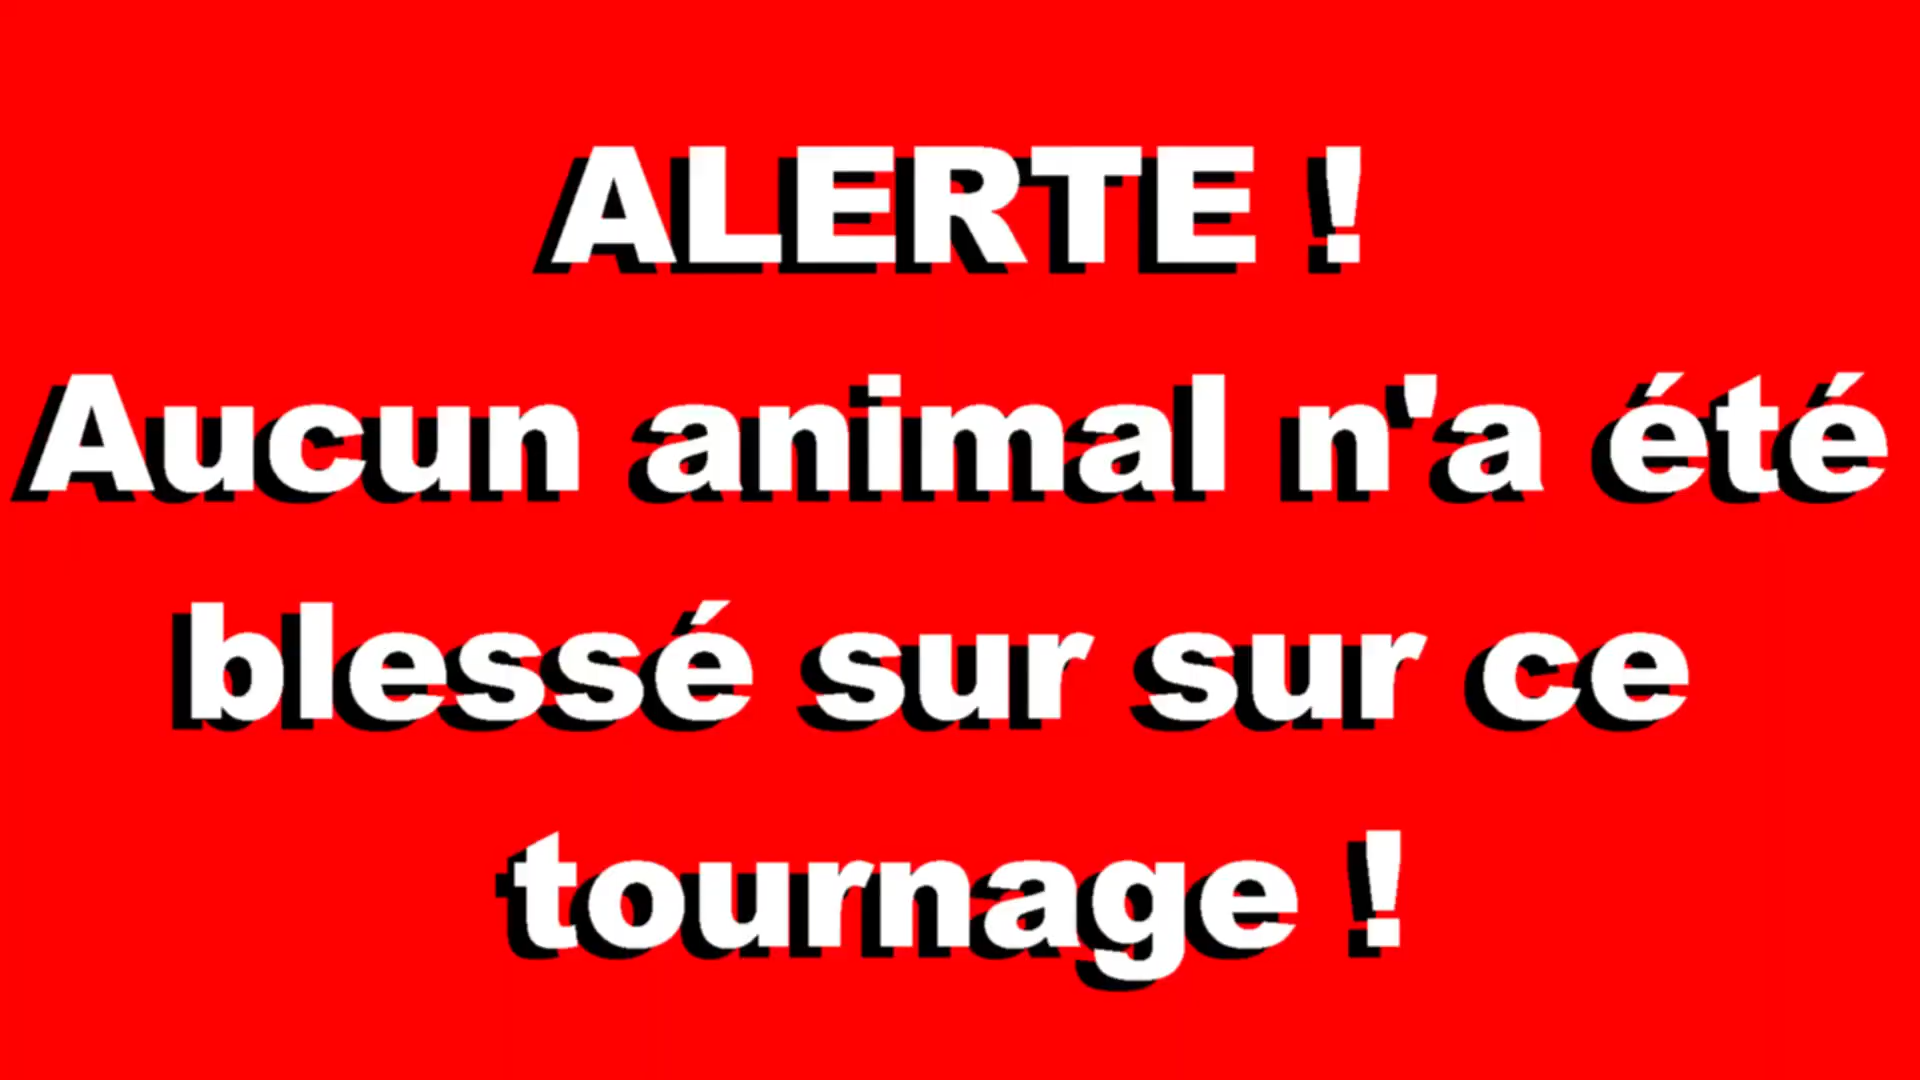 ALERTE !
Aucun animal n'a été
blessé sur sur ce
tournage !